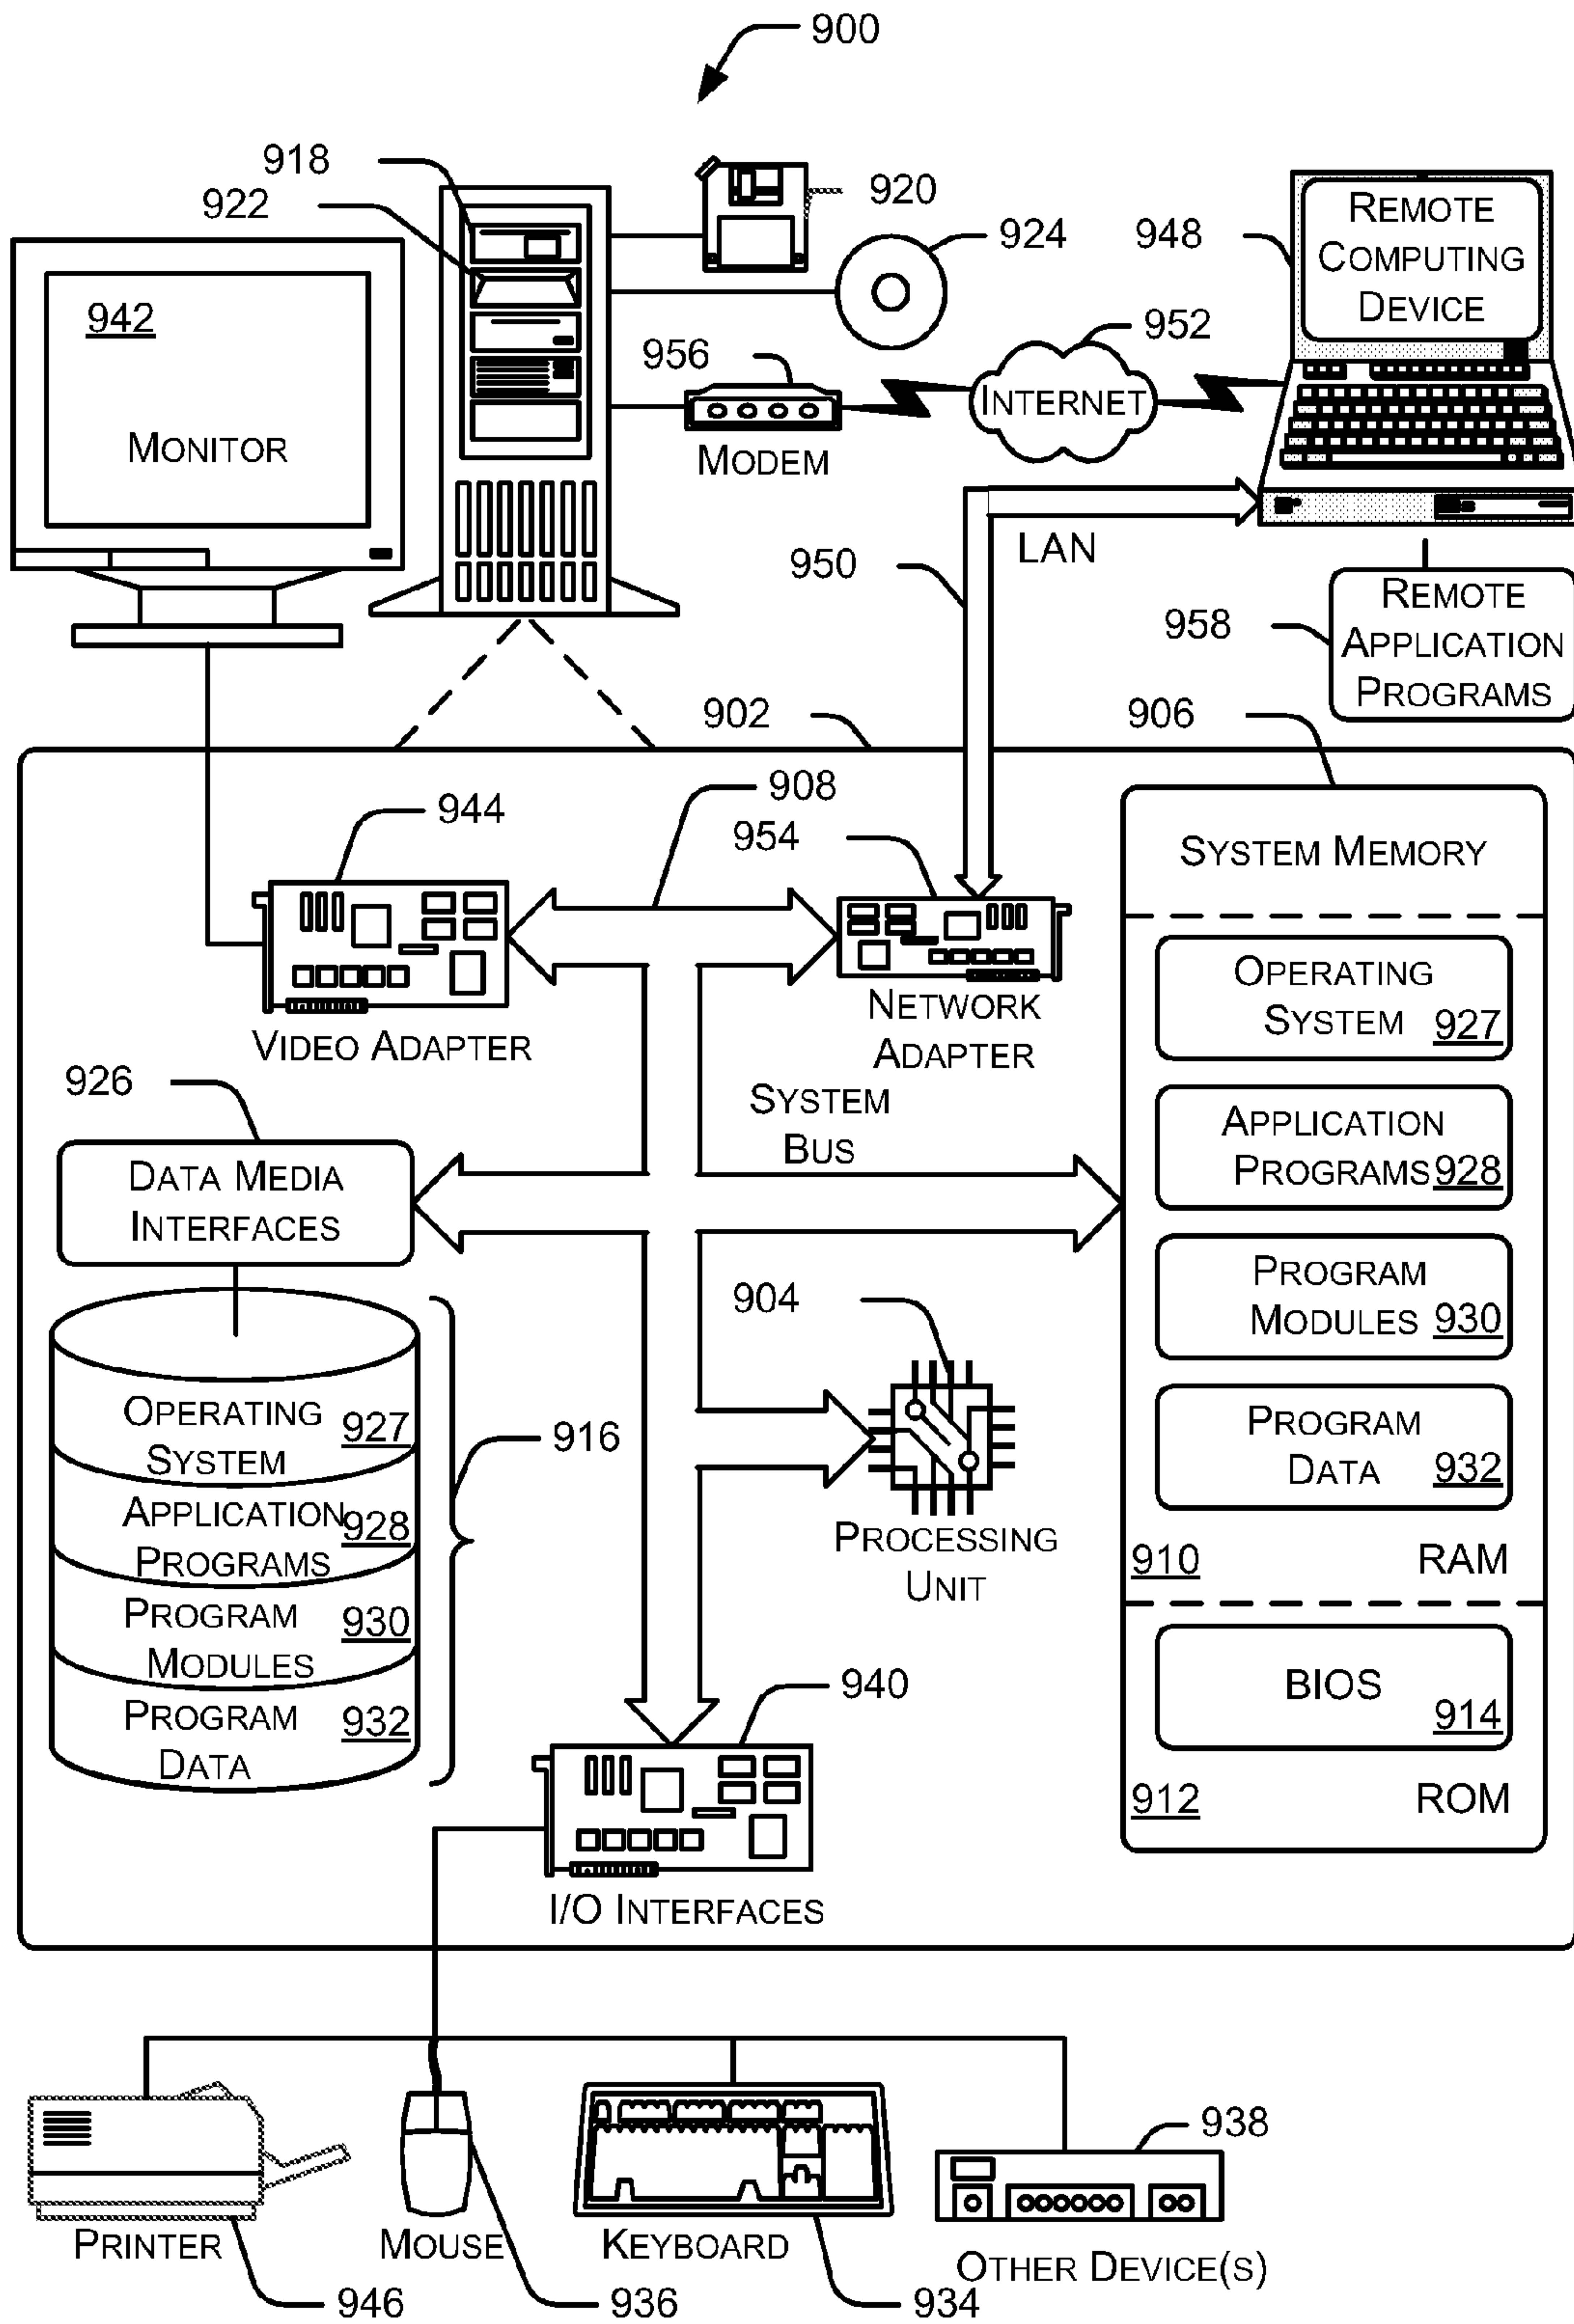 900
918
922
920
924
948
REMOTE
COMPUTING
DEVICE
942
MONITOR
956
MODEM
952
INTERNET
LAN
950
958
REMOTE
APPLICATION
PROGRAMS
902
906
908
944
954
VIDEO ADAPTER
NETWORK
ADAPTER
SYSTEM
BUS
SYSTEM MEMORY
OPERATING
SYSTEM 927
APPLICATION
PROGRAMS 928
PROGRAM
MODULES 930
PROGRAM
DATA 932
910 RAM
BIOS
914
912 ROM
926
DATA MEDIA
INTERFACES
OPERATING
SYSTEM 927
APPLICATION
PROGRAMS 928
PROGRAM
MODULES 930
PROGRAM
DATA 932
916
904
PROCESSING
UNIT
940
I/O INTERFACES
938
PRINTER
MOUSE
KEYBOARD
OTHER DEVICE(S)
946
936
934